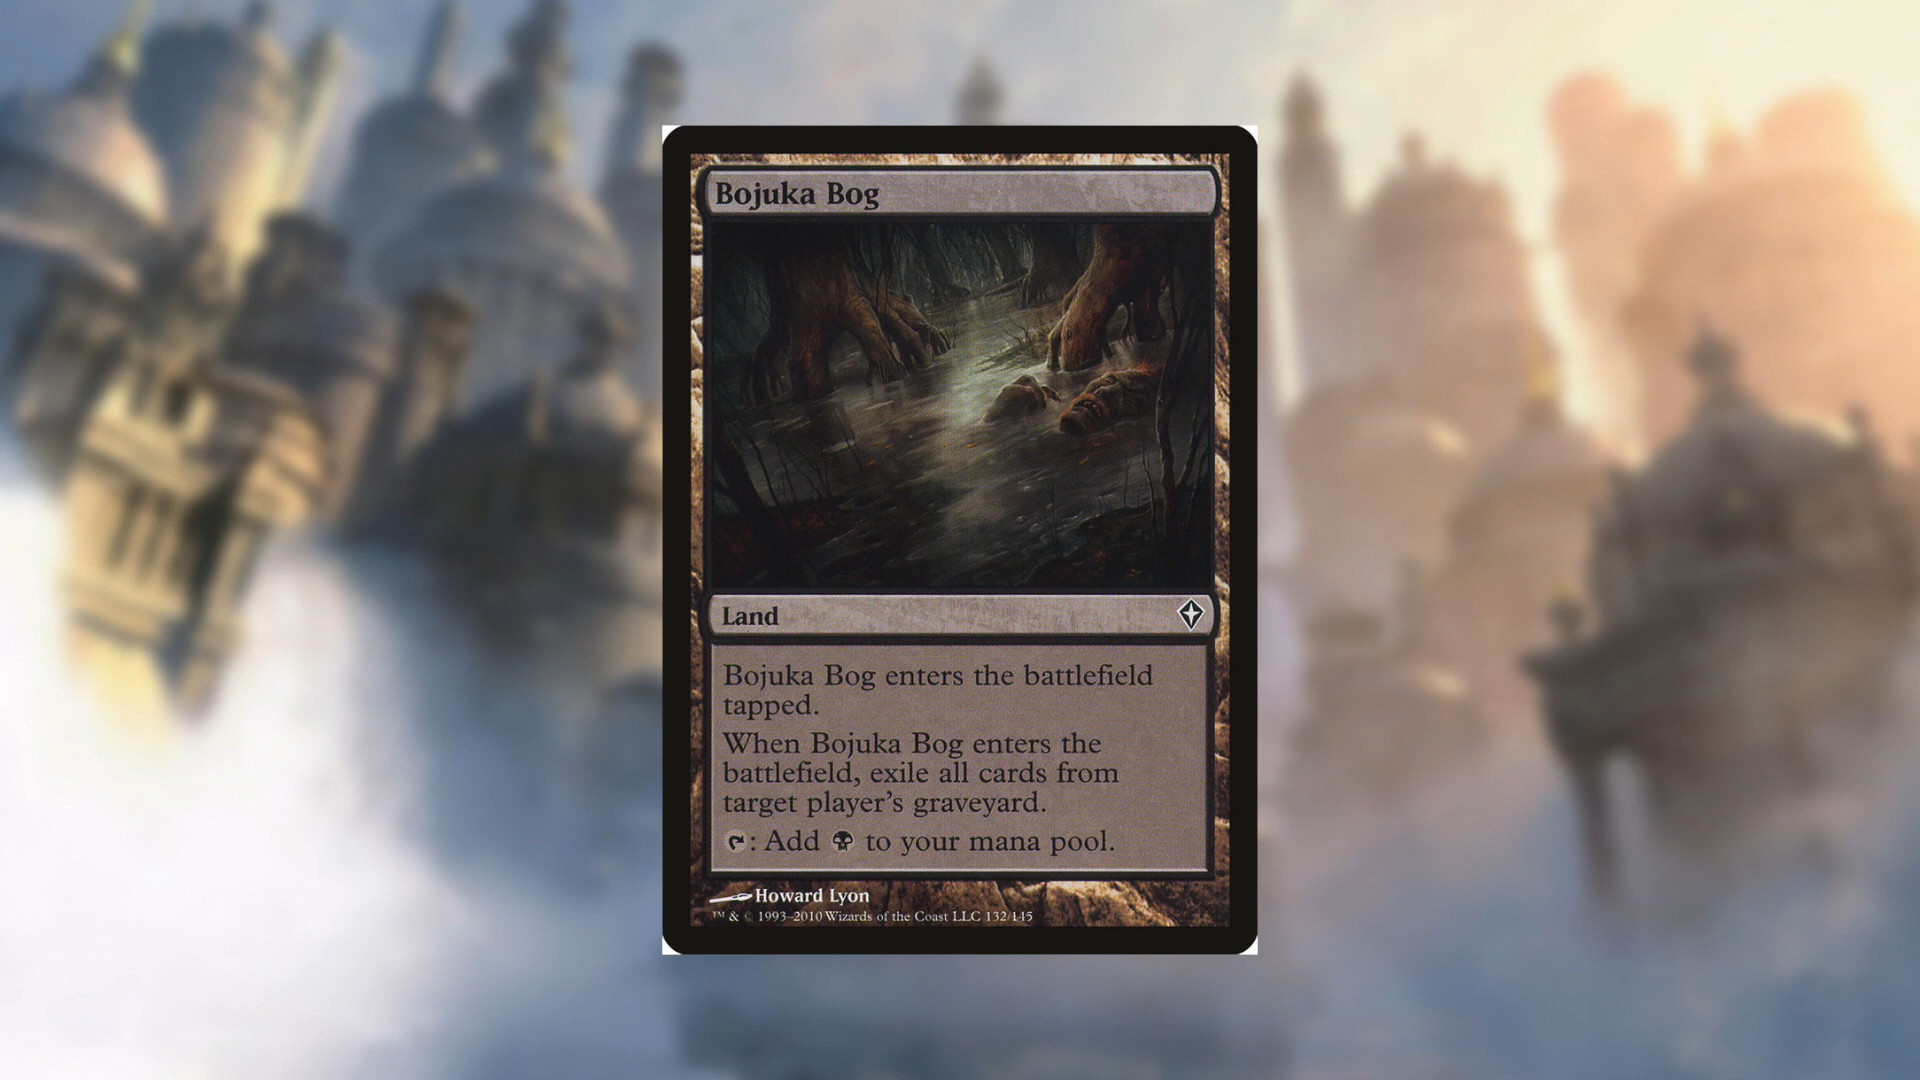 Bojuka Bog
Land
Bojuka Bog enters the battlefield
tapped.
When Bojuka Bog enters the
battlefield, exile all cards from
target player's graveyard.
: Add to your mana pool.
Howard Lyon
™ & © 1993–2010 Wizards of the Coast LLC 132/145